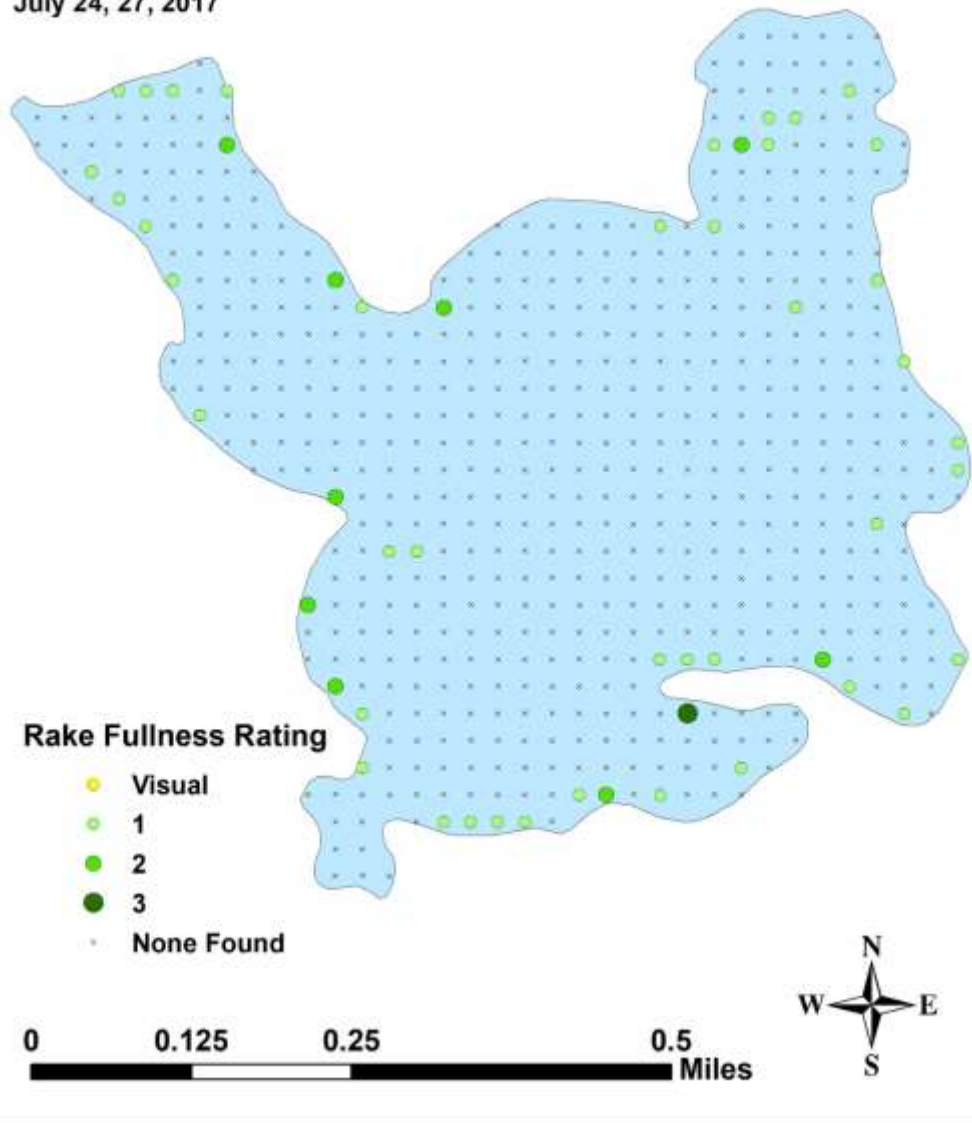 July 24, 27, 2017
Rake Fullness Rating
Visual
1
2
3
None Found
N
W E
S
0 0.125 0.25 0.5
Miles